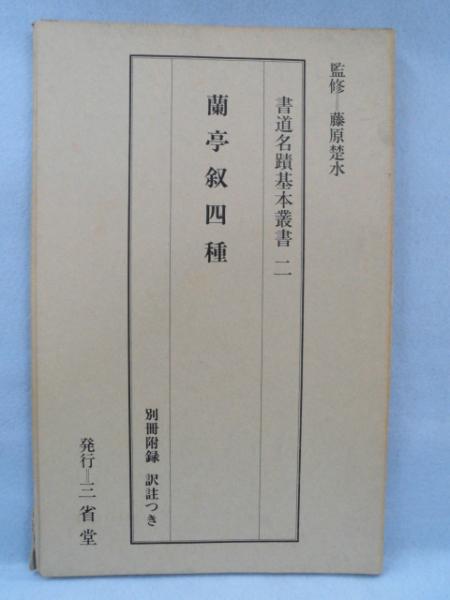 監修=藤原楚水
書道名蹟基本叢書 二
蘭亭叙四種
別冊附録 訳註つき
発行=三省堂